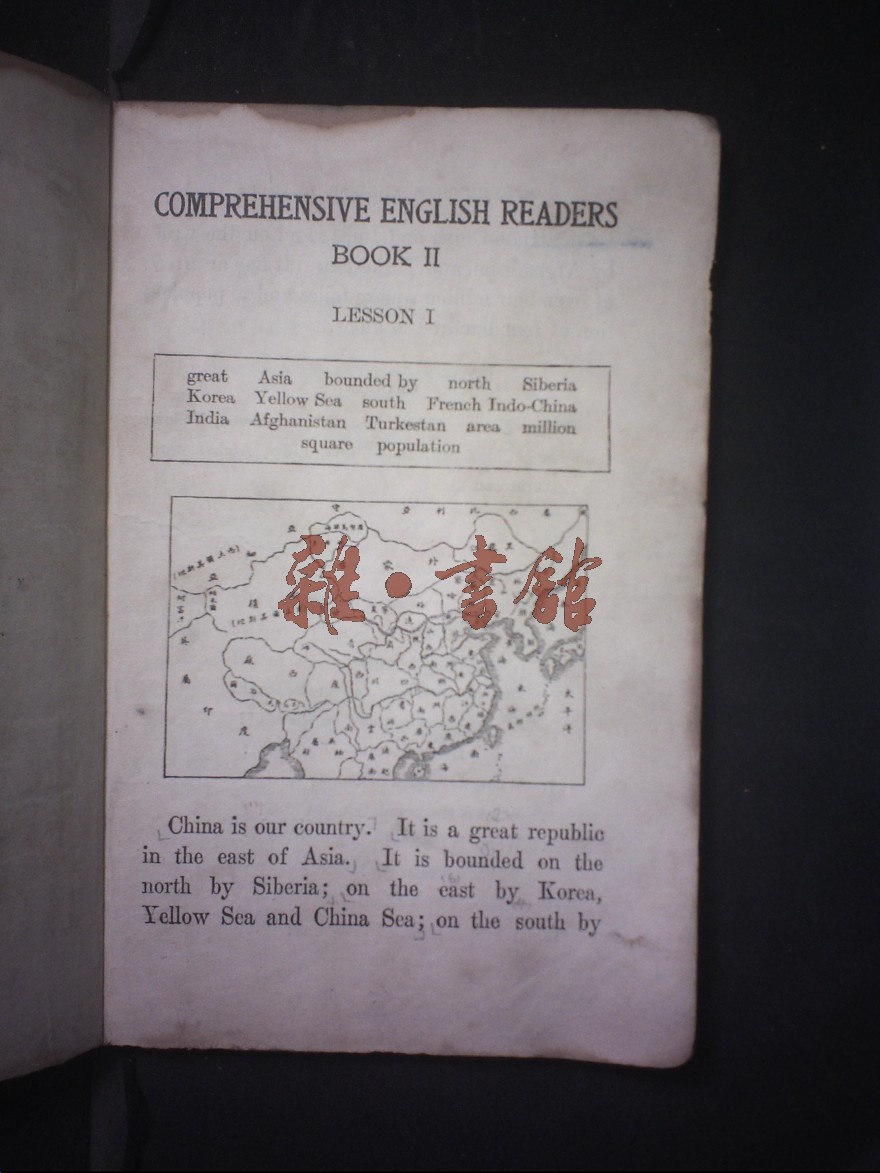 COMPREHENSIVE ENGLISH READERS
BOOK II
LESSON I
great Asia bounded by north Siberia
Korea Yellow Sea south French Indo-China
India Afghanistan Turkestan area million
square population
雜·書館
China is our country. It is a great republic
in the east of Asia. It is bounded on the
north by Siberia; on the east by Korea,
Yellow Sea and China Sea; on the south by